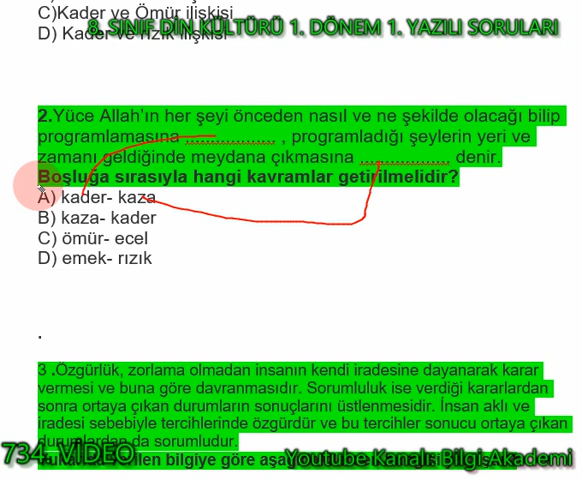 C)Kader ve Ömür ilişkisi
8. SINIF DİN KÜLTÜRÜ 1. DÖNEM 1. YAZILI SORULARI
D) Kader ve rızık ilişkisi
2.Yüce Allah’ın her şeyi önceden nasıl ve ne şekilde olacağı bilip
programlamasına ...................... , programladığı şeylerin yeri ve
zamanı geldiğinde meydana çıkmasına ...................... denir.
Boşluğa sırasıyla hangi kavramlar getirilmelidir?
A) kader- kaza
B) kaza- kader
C) ömür- ecel
D) emek- rızık
.
3 .Özgürlük, zorlama olmadan insanın kendi iradesine dayanarak karar
vermesi ve buna göre davranmasıdır. Sorumluluk ise verdiği kararlardan
sonra ortaya çıkan durumların sonuçlarını üstlenmesidir. İnsan aklı ve
iradesi sebebiyle tercihlerinde özgürdür ve bu tercihler sonucu ortaya çıkan
durumlardan da sorumludur.
734. VİDEO
Youtube Kanalı: Bilgi Akademi
verilen bilgiye göre